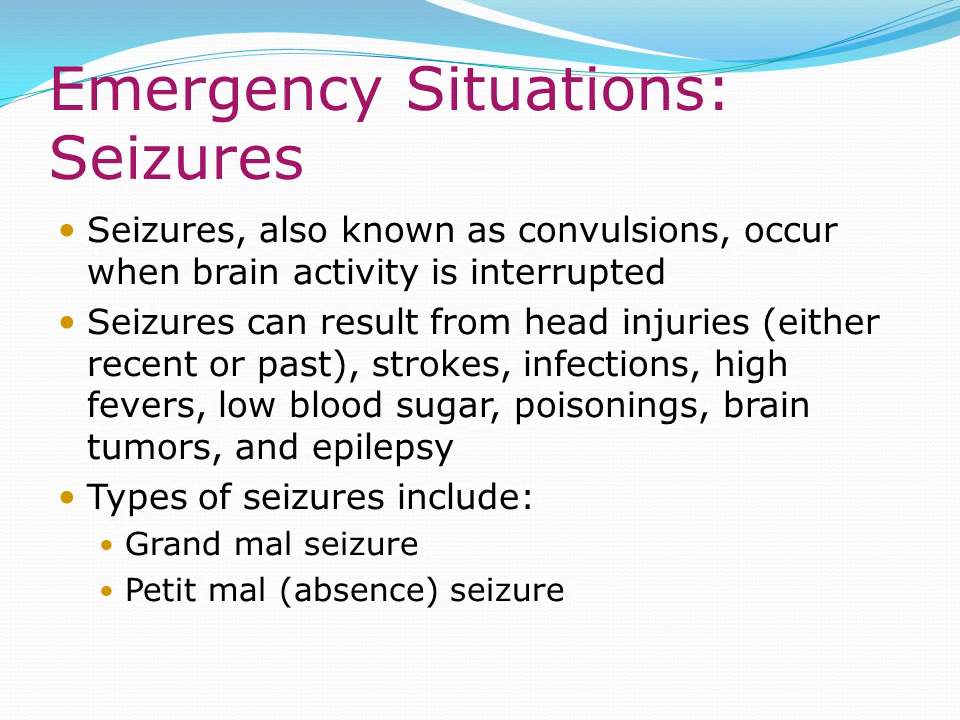 Emergency Situations:
Seizures
• Seizures, also known as convulsions, occur
when brain activity is interrupted
• Seizures can result from head injuries (either
recent or past), strokes, infections, high
fevers, low blood sugar, poisonings, brain
tumors, and epilepsy
• Types of seizures include:
• Grand mal seizure
• Petit mal (absence) seizure